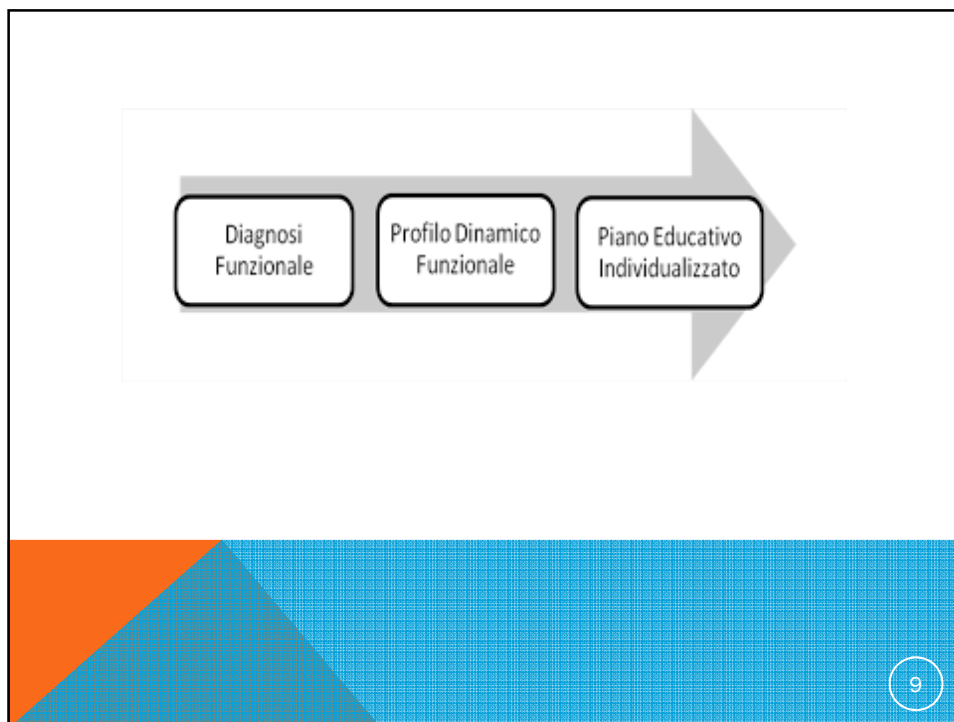 Diagnosi
Funzionale
Profilo Dinamico
Funzionale
Piano Educativo
Individualizzato
9